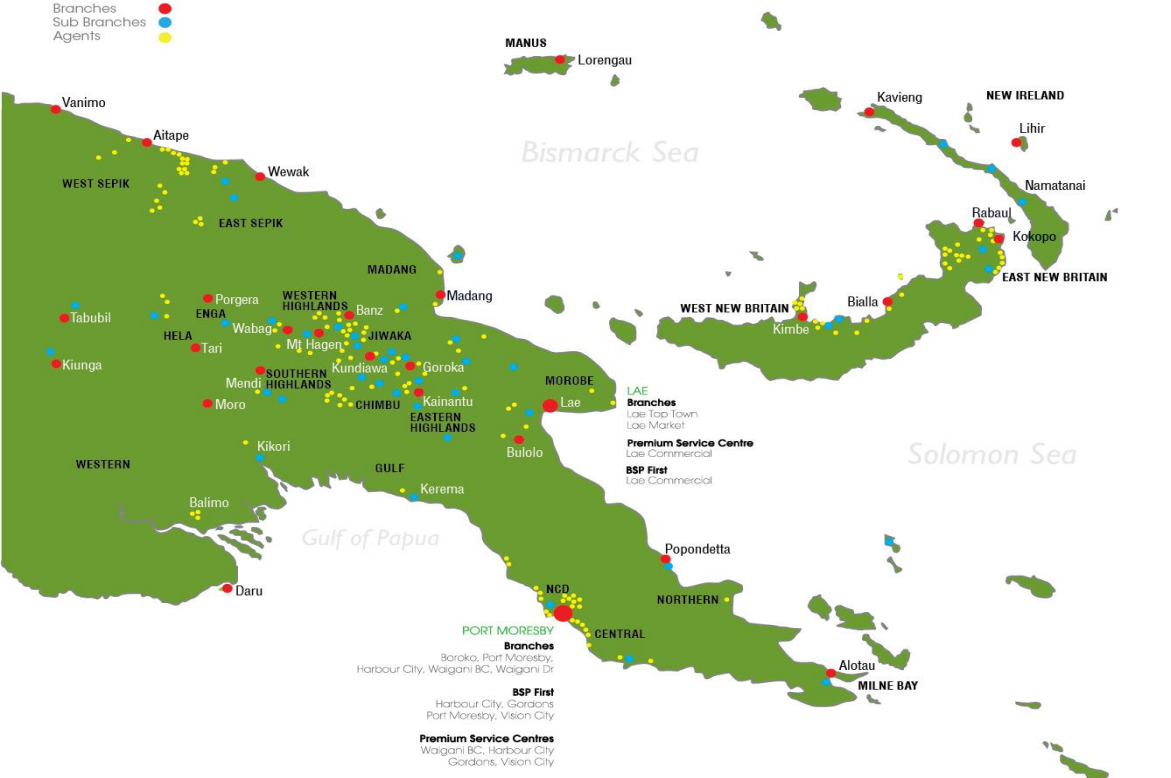 Branches
Sub Branches
Agents
MANUS
Lorengau
Vanimo
Kavieng
NEW IRELAND
Lihir
Aitape
Bismarck Sea
Wewak
WEST SEPIK
Namatanai
EAST SEPIK
Rabaul
Kokopo
MADANG
EAST NEW BRITAIN
Madang
WESTERN
HIGHLANDS
Porgera
Banz
WEST NEW BRITAIN
Bialla
ENGA
Tabubil
Wabag
Kimbe
HELA
Mt Hagen
JIWAKA
Tari
Kiunga
Kundiawa
Goroka
SOUTHERN
HIGHLANDS
Mendi
MOROBE
Moro
CHIMBU
Kainantu
Lae
EASTERN
HIGHLANDS
LAE
Branches
Lae Top Town
Lae Market
Premium Service Centre
Lae Commercial
BSP First
Lae Commercial
Kikori
Bulolo
Solomon Sea
WESTERN
GULF
Kerema
Balimo
Gulf of Papua
Popondetta
Daru
NCD
NORTHERN
PORT MORESBY
CENTRAL
Branches
Boroko, Port Moresby,
Harbour City, Waigani BC, Waigani Dr
BSP First
Harbour City, Gordons
Port Moresby, Vision City
Premium Service Centres
Waigani BC, Harbour City
Gordons, Vision City
Alotau
MILNE BAY